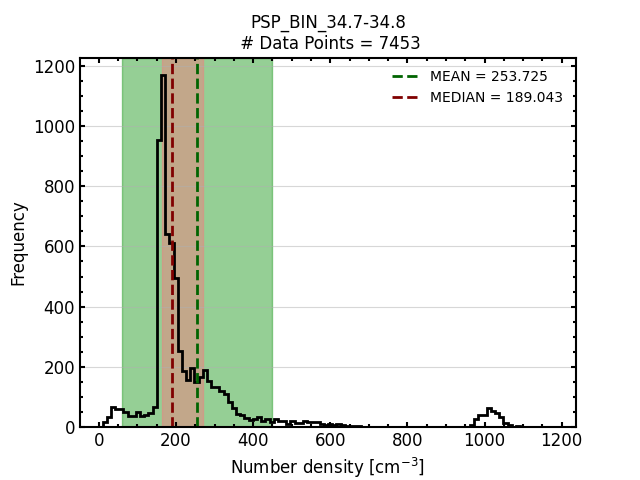 PSP_BIN_34.7-34.8
# Data Points = 7453
MEAN = 253.725
MEDIAN = 189.043
1200
1000
800
600
400
200
0
Frequency
0 200 400 600 800 1000 1200
Number density [cm⁻³]